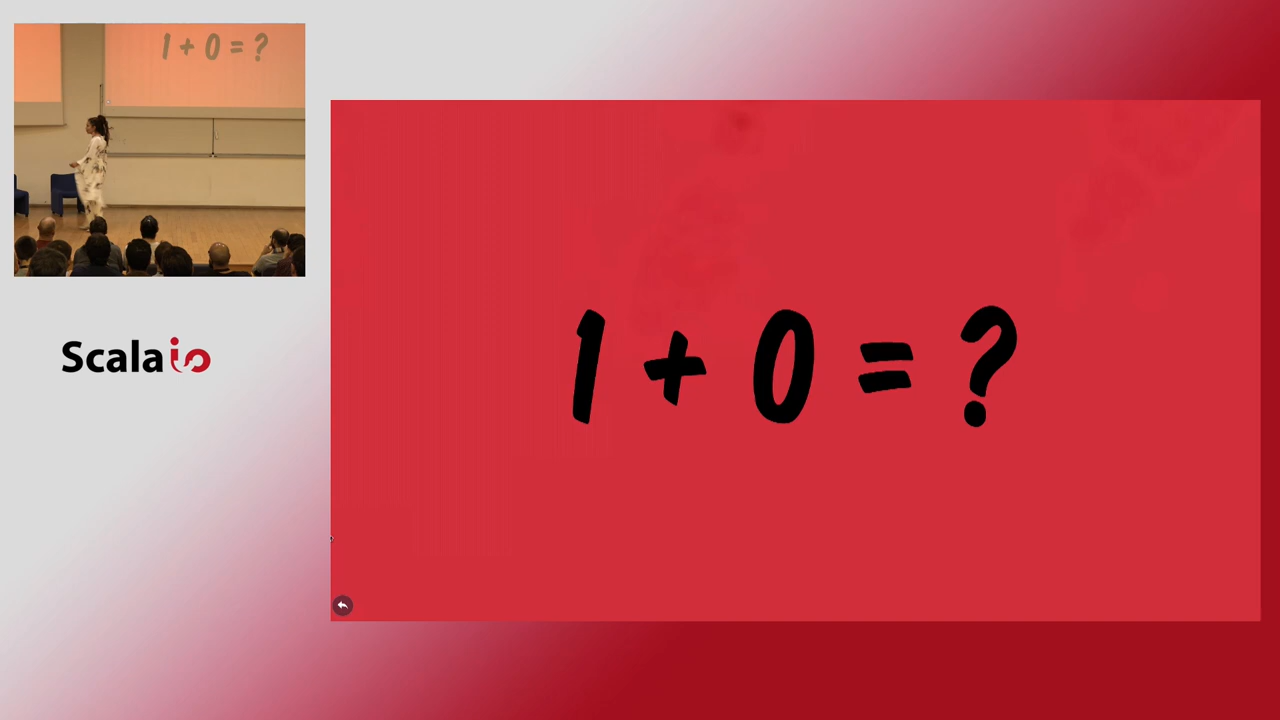 1 + 0 = ?
Scala io
1 + 0 = ?